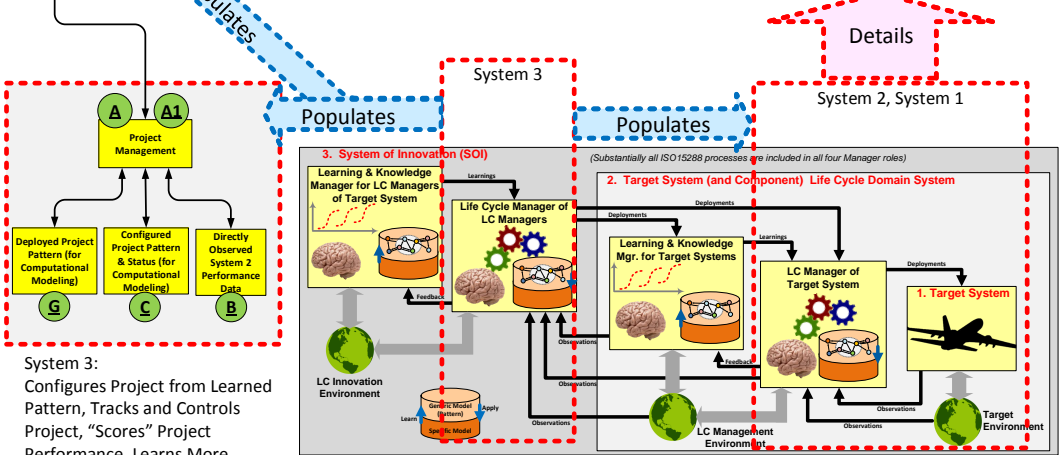 Populates
Details
System 3
System 2, System 1
Populates
Populates
A
A1
Project
Management
Deployed Project
Pattern (for
Computational
Modeling)
Configured
Project Pattern
& Status (for
Computational
Modeling)
Directly
Observed
System 2
Performance
Data
G
C
B
System 3:
Configures Project from Learned
Pattern, Tracks and Controls
Project, “Scores” Project
Performance, Learns More
3. System of Innovation (SOI)
(Substantially all ISO15288 processes are included in all four Manager roles)
Learning & Knowledge
Manager for LC Managers
of Target System
Learnings
Life Cycle Manager of
LC Managers
2. Target System (and Component) Life Cycle Domain System
Deployments
Deployments
Learning & Knowledge
Mgr. for Target Systems
Learnings
LC Manager of
Target System
Deployments
1. Target System
Feedback
Observations
Feedback
Observations
Observations
Observations
LC Innovation
Environment
Generic Model
(Pattern)
Learn
Apply
Specific Model
LC Management
Environment
Target
Environment